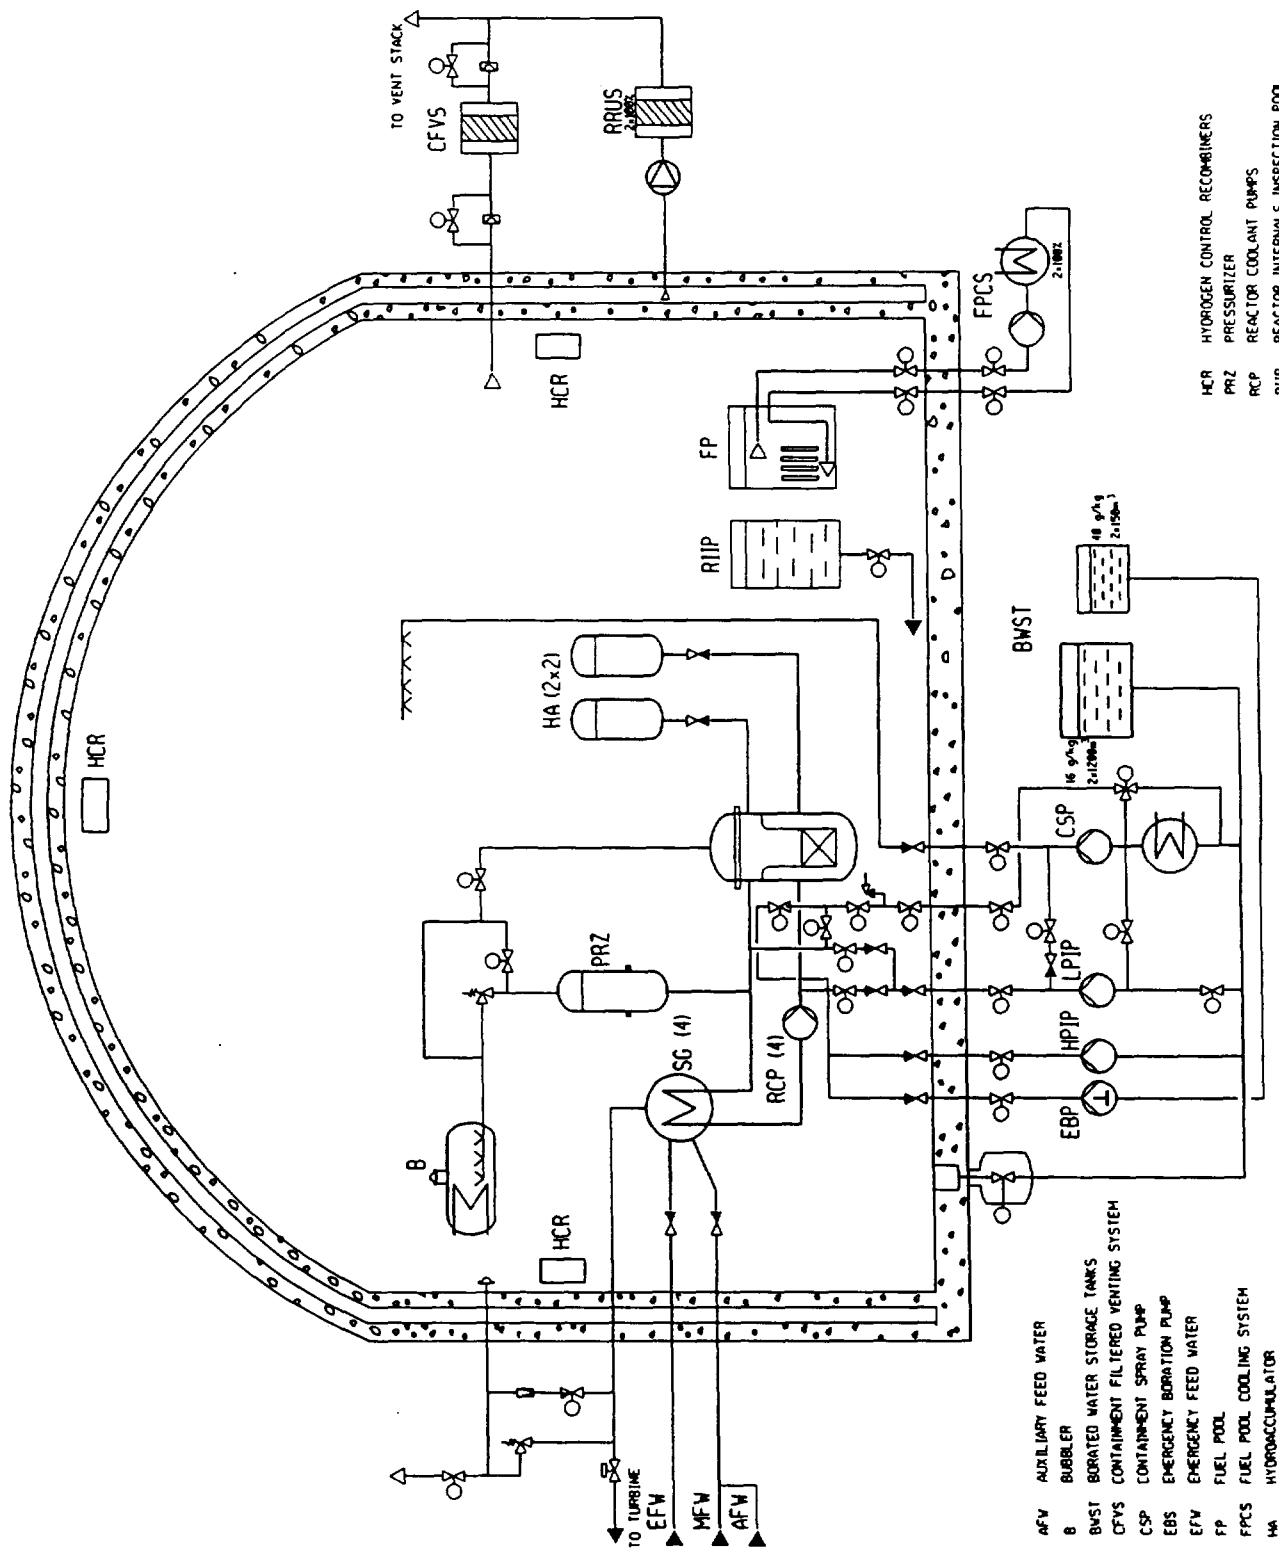 TO VENT STACK
CFVS
RRUS
2x100%
HCR
HCR
HCR
FPCS
2x100%
FP
RIIP
HA (2x2)
BWST
40 g/kg
2x150m³
16 g/kg
2x1200m³
PRZ
SG (4)
RCP (4)
B
CSP
LPIP
HPIP
EBP
TO TURBINE
EFW
MFW
AFW
AFW AUXILIARY FEED WATER
B BUBBLER
BWST BORATED WATER STORAGE TANKS
CFVS CONTAINMENT FILTERED VENTING SYSTEM
CSP CONTAINMENT SPRAY PUMP
EBS EMERGENCY BORATION PUMP
EFW EMERGENCY FEED WATER
FP FUEL POOL
FPCS FUEL POOL COOLING SYSTEM
HA HYDROACCUMULATOR
HCR HYDROGEN CONTROL RECOMBINERS
PRZ PRESSURIZER
RCP REACTOR COOLANT PUMPS
REACTOR INTERNALS INSPECTION POOL